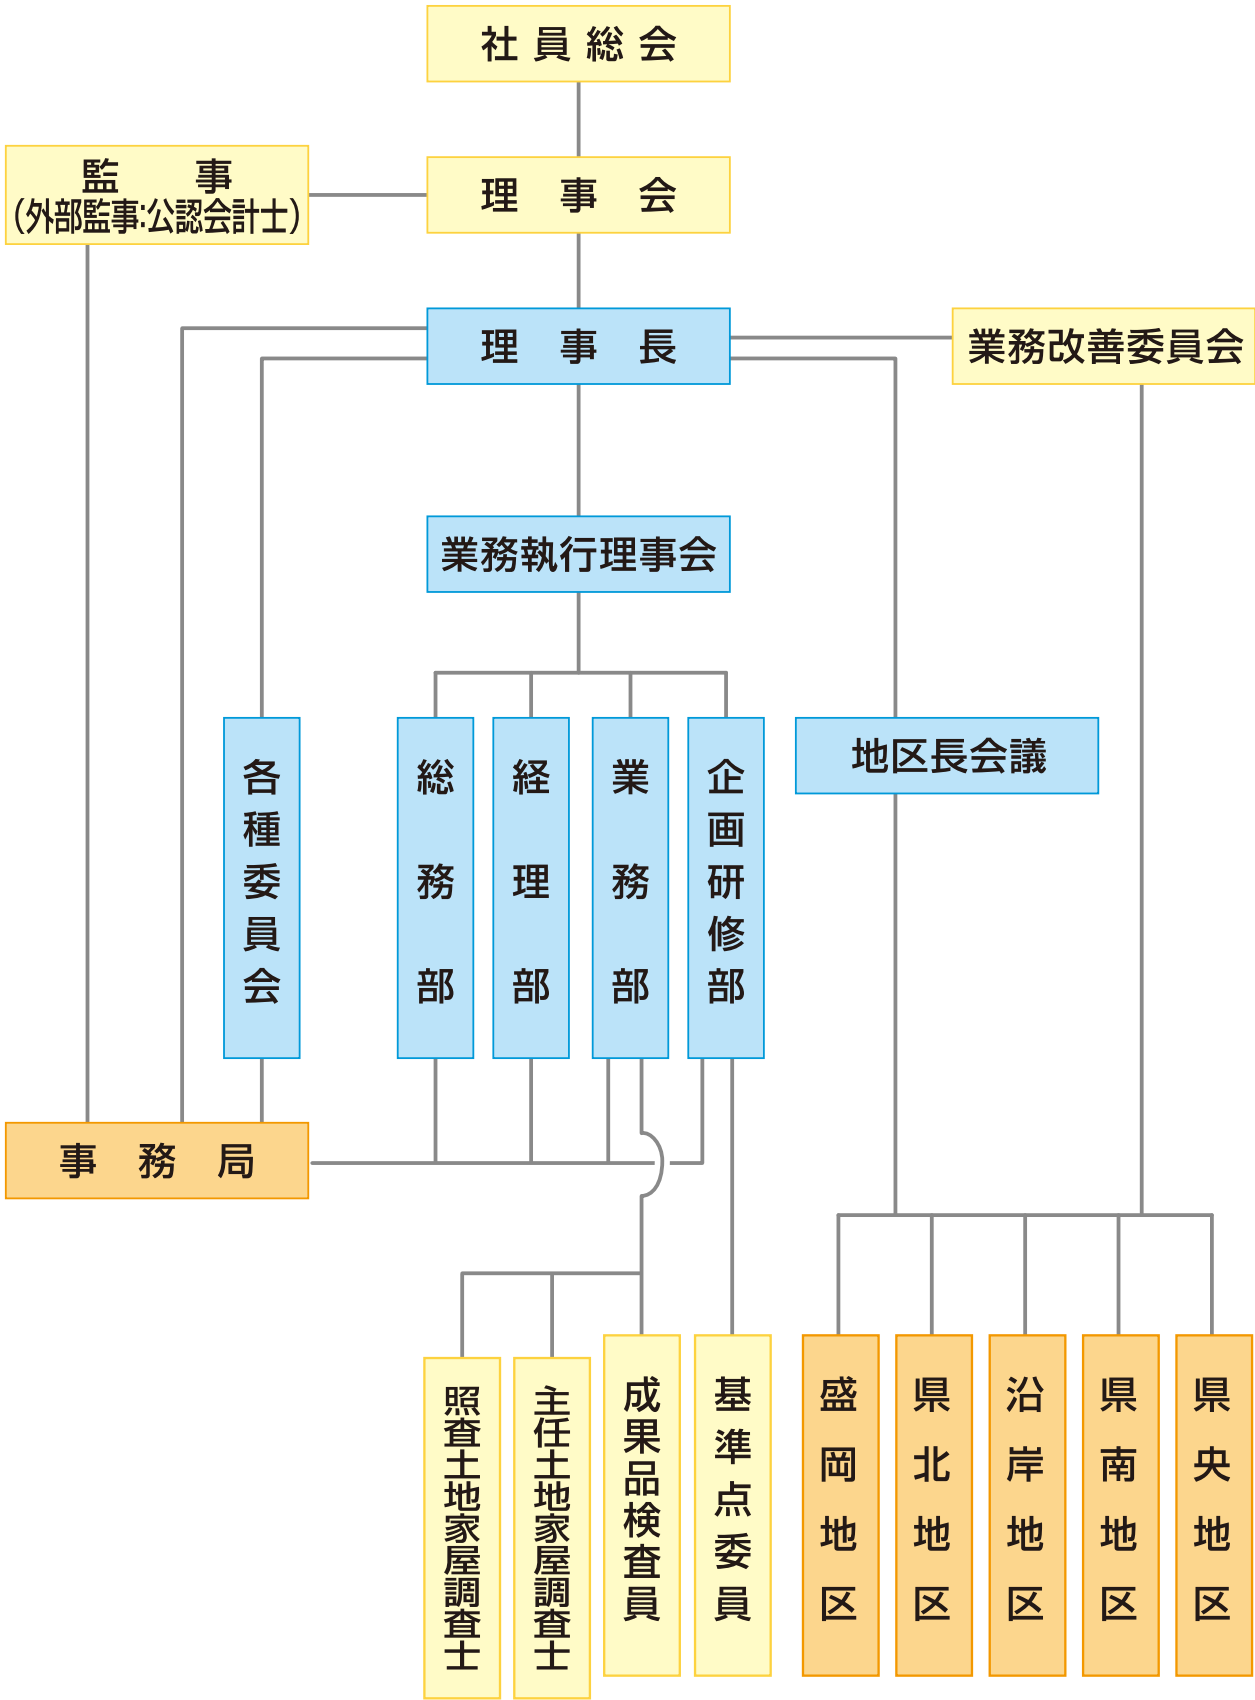 社員総会
監事
（外部監事：公認会計士）
理事会
理事長
業務改善委員会
業務執行理事会
各種委員会
総務部
経理部
業務部
企画研修部
地区長会議
事務局
照査土地家屋調査士
主任土地家屋調査士
成果品検査員
基準点委員
盛岡地区
県北地区
沿岸地区
県南地区
県央地区